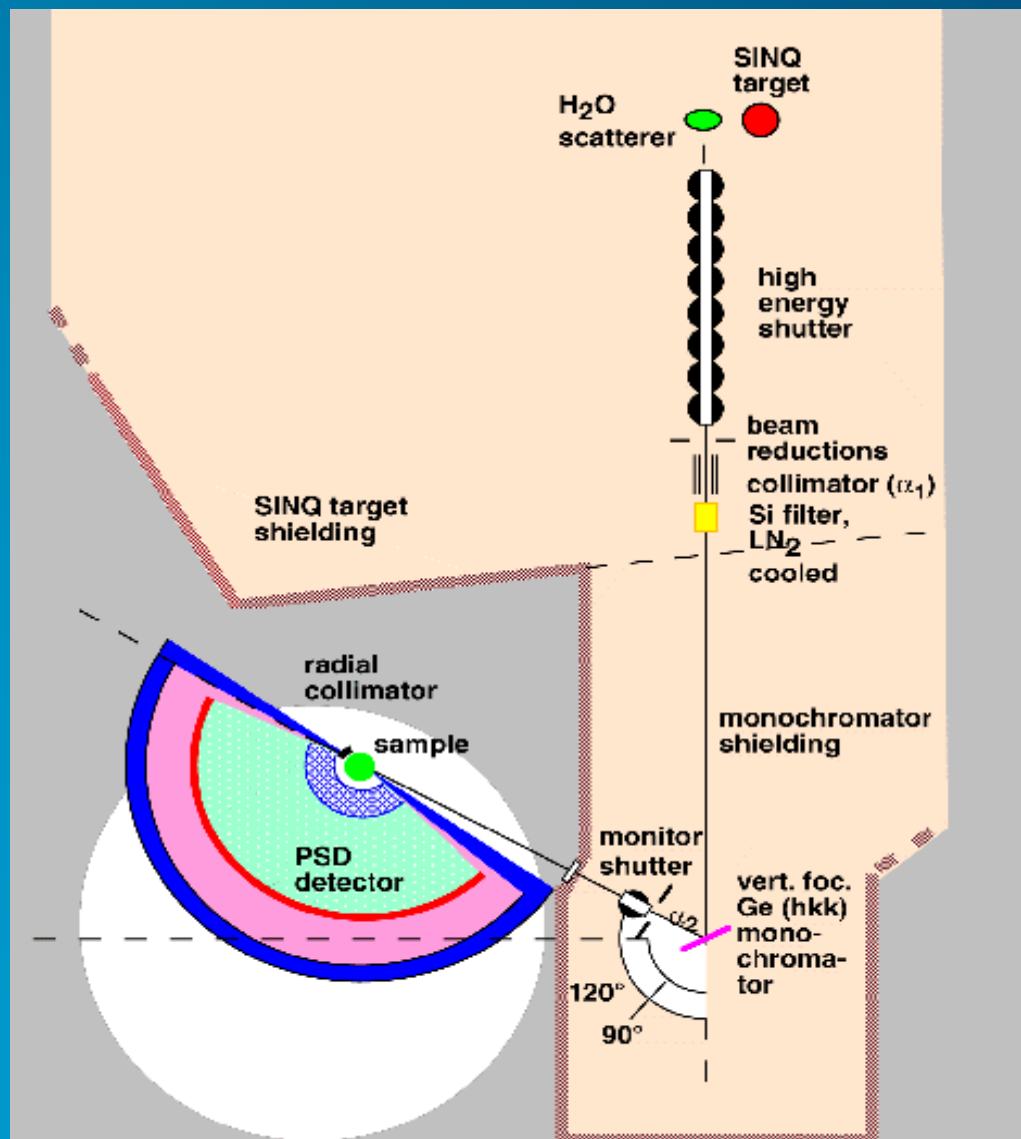 SINQ
target
H2O
scatterer
high
energy
shutter
beam
reductions
collimator (α1)
Si filter,
LN2
cooled
SINQ target
shielding
radial
collimator
sample
monochromator
shielding
PSD
detector
monitor
shutter
α2
vert. foc.
Ge (hkk)
mono-
chroma-
tor
120°
90°